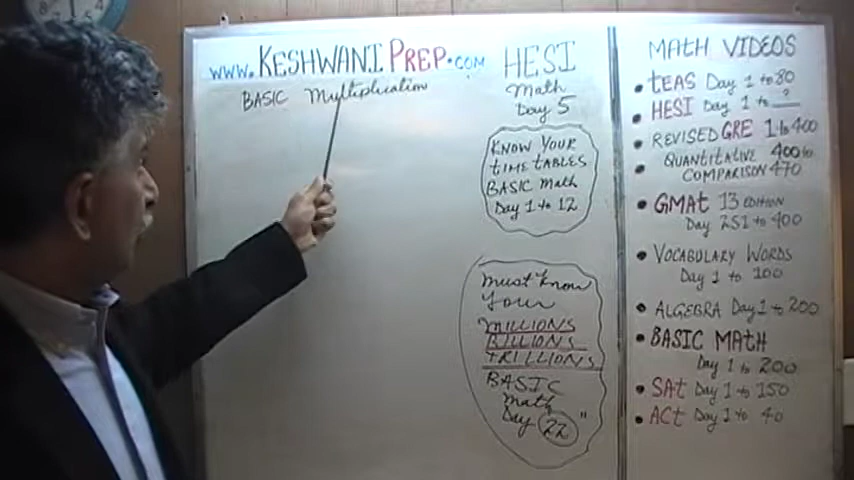 www.KESHWANIPREP.com
BASIC Multiplication
HESI
Math
Day 5
KNOW YOUR
TIME TABLES
BASIC Math
Day 1 to 12
Must Know
Your
MILLIONS
BILLIONS
TRILLIONS
BASIC
Math
Day 22"
MATH VIDEOS
• tEAS Day 1 to 80
• HESI Day 1 to ?
• REVISED GRE 1 to 400
• QUANTITATIVE 400 to
COMPARISON 470
• GMAt 13 EDITION
Day 251 to 400
• VOCABULARY WORDS
Day 1 to 100
• ALGEBRA Day 1 to 200
• BASIC MATH
Day 1 to 200
• SAt Day 1 to 150
• ACt Day 1 to 40